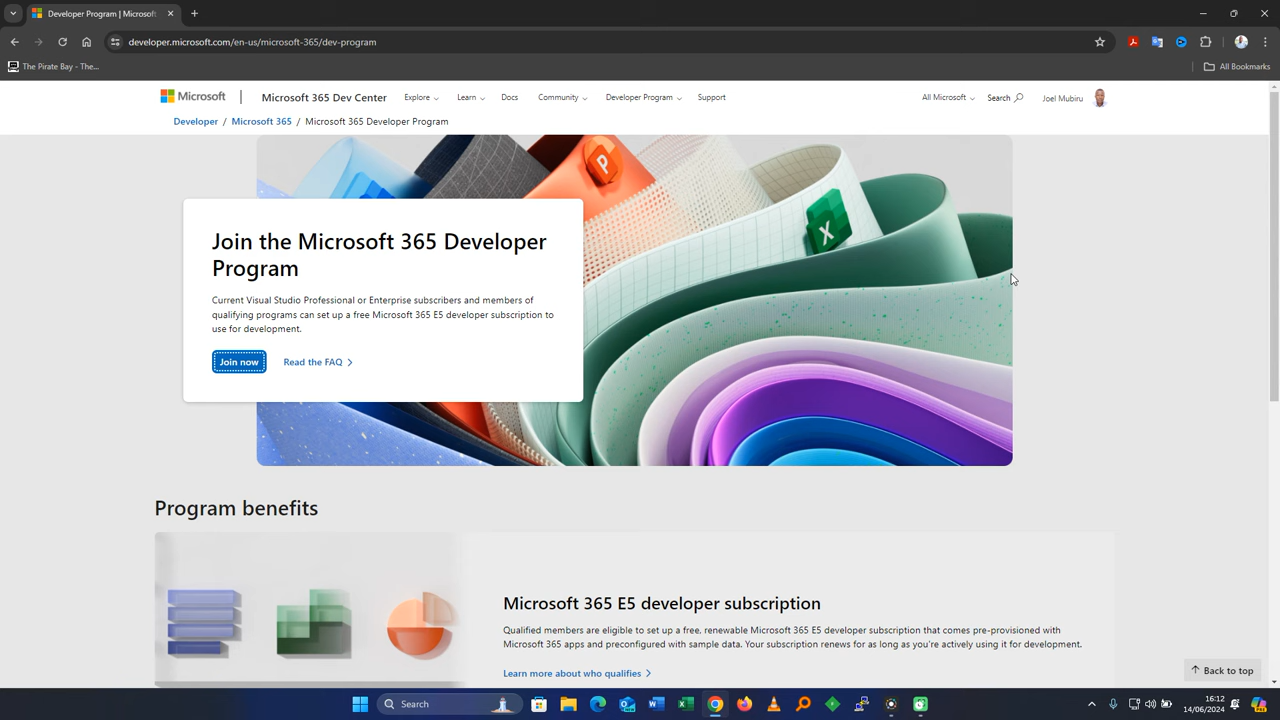 Developer Program | Microsoft
developer.microsoft.com/en-us/microsoft-365/dev-program
The Pirate Bay - The...
All Bookmarks
Microsoft
Microsoft 365 Dev Center
Explore
Learn
Docs
Community
Developer Program
Support
All Microsoft
Search
Joel Mubiru
Developer / Microsoft 365 / Microsoft 365 Developer Program
P
X
Join the Microsoft 365 Developer
Program
Current Visual Studio Professional or Enterprise subscribers and members of
qualifying programs can set up a free Microsoft 365 E5 developer subscription to
use for development.
Join now
Read the FAQ
Program benefits
Microsoft 365 E5 developer subscription
Qualified members are eligible to set up a free, renewable Microsoft 365 E5 developer subscription that comes pre-provisioned with
Microsoft 365 apps and preconfigured with sample data. Your subscription renews for as long as you're actively using it for development.
Learn more about who qualifies
Back to top
Search
16:12
14/06/2024